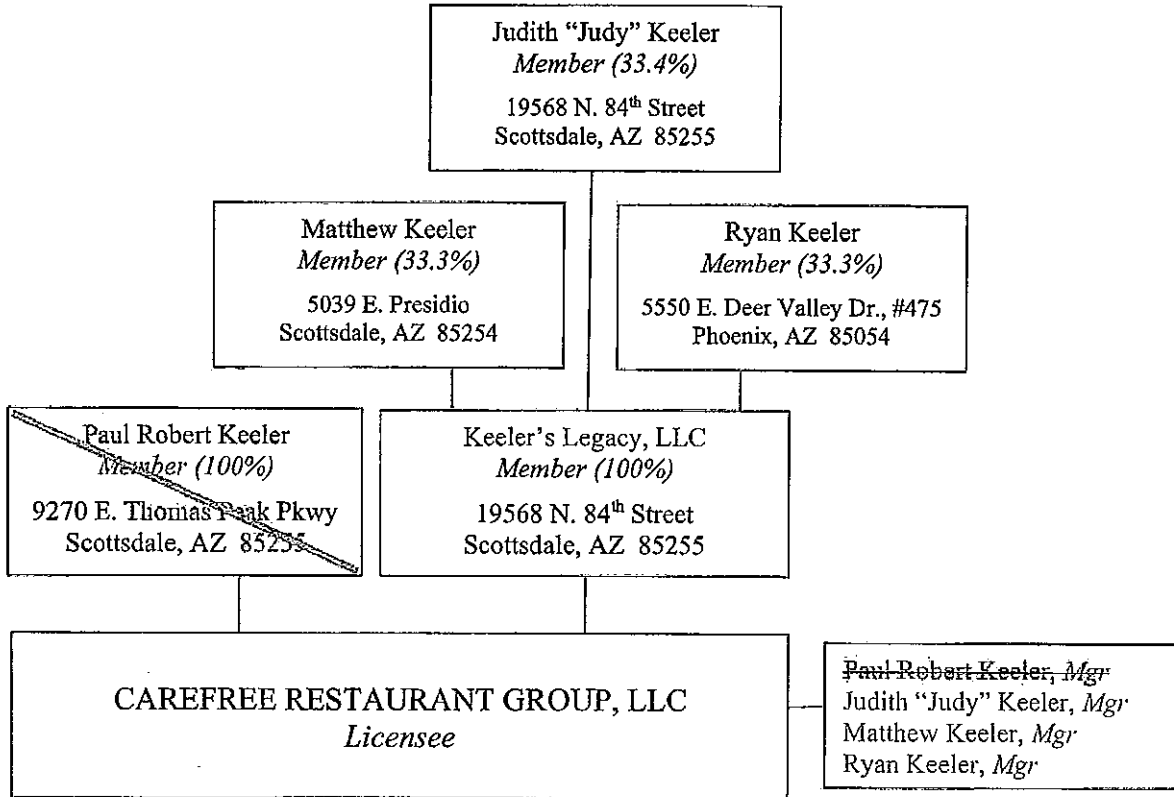 Judith “Judy” Keeler
Member (33.4%)
19568 N. 84th Street
Scottsdale, AZ 85255
Matthew Keeler
Member (33.3%)
5039 E. Presidio
Scottsdale, AZ 85254
Ryan Keeler
Member (33.3%)
5550 E. Deer Valley Dr., #475
Phoenix, AZ 85054
Paul Robert Keeler
Member (100%)
9270 E. Thomas Peak Pkwy
Scottsdale, AZ 85255
Keeler’s Legacy, LLC
Member (100%)
19568 N. 84th Street
Scottsdale, AZ 85255
CAREFREE RESTAURANT GROUP, LLC
Licensee
Paul Robert Keeler, Mgr
Judith “Judy” Keeler, Mgr
Matthew Keeler, Mgr
Ryan Keeler, Mgr